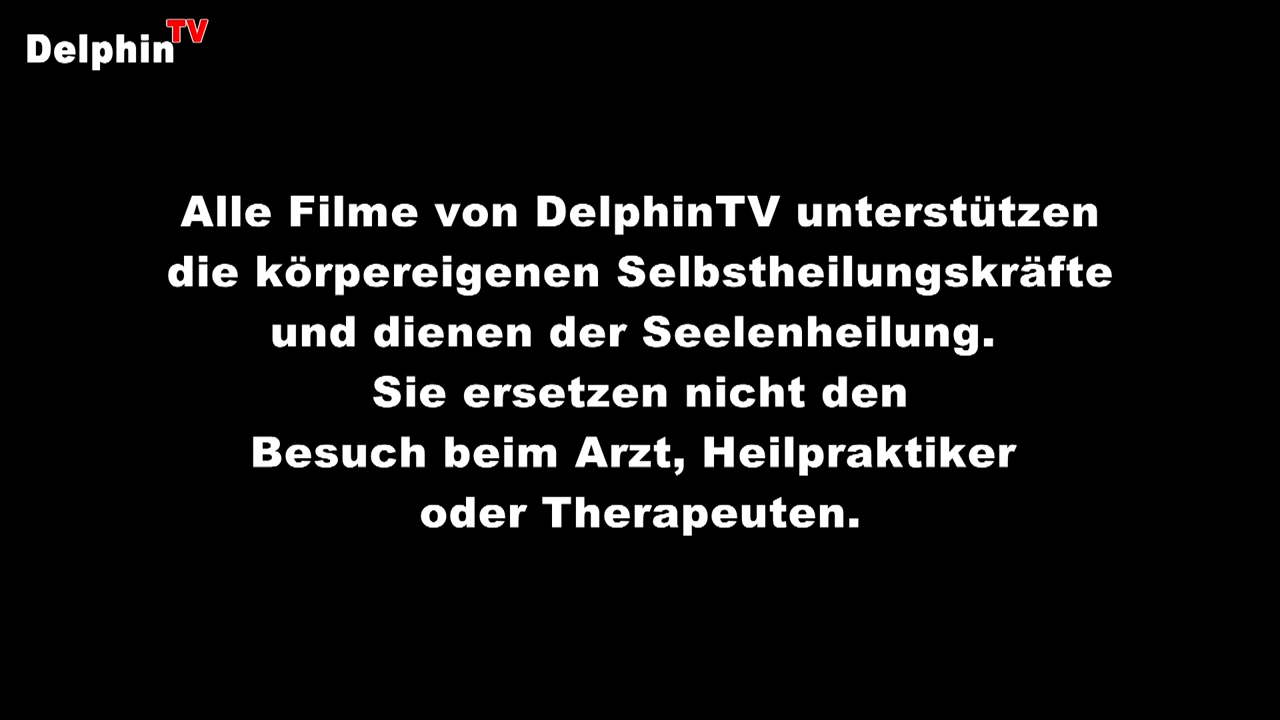 DelphinTV
Alle Filme von DelphinTV unterstützen
die körpereigenen Selbstheilungskräfte
und dienen der Seelenheilung.
Sie ersetzen nicht den
Besuch beim Arzt, Heilpraktiker
oder Therapeuten.